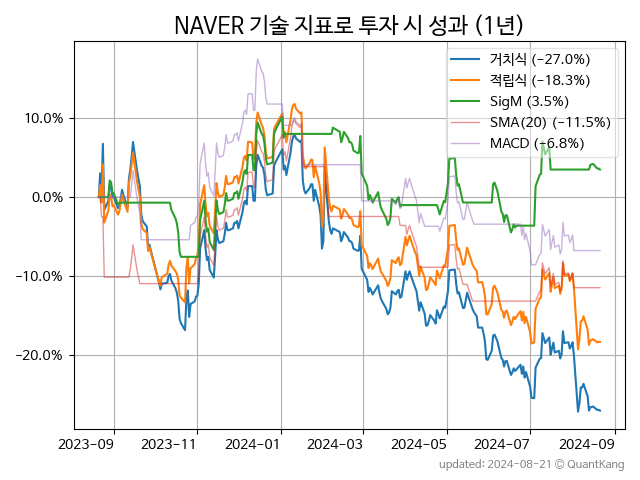 NAVER 기술 지표로 투자 시 성과 (1년)
거치식 (−27.0%)
적립식 (−18.3%)
SigM (3.5%)
SMA(20) (−11.5%)
MACD (−6.8%)
10.0%
0.0%
−10.0%
−20.0%
2023-09 2023-11 2024-01 2024-03 2024-05 2024-07 2024-09
updated: 2024-08-21 © QuantKang